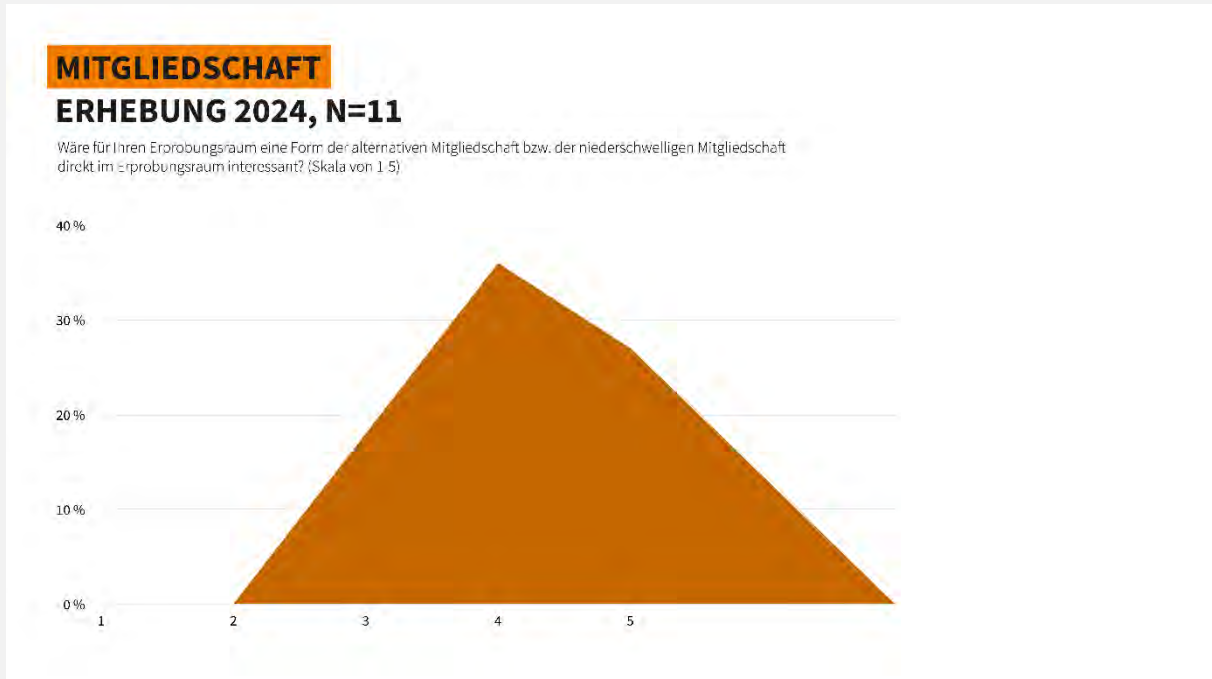 MITGLIEDSCHAFT
ERHEBUNG 2024, N=11
Wäre für Ihren Erprobungsraum eine Form der alternativen Mitgliedschaft bzw. der niederschwelligen Mitgliedschaft
direkt im Erprobungsraum interessant? (Skala von 1-5)
40 %
30 %
20 %
10 %
0 %
1 2 3 4 5